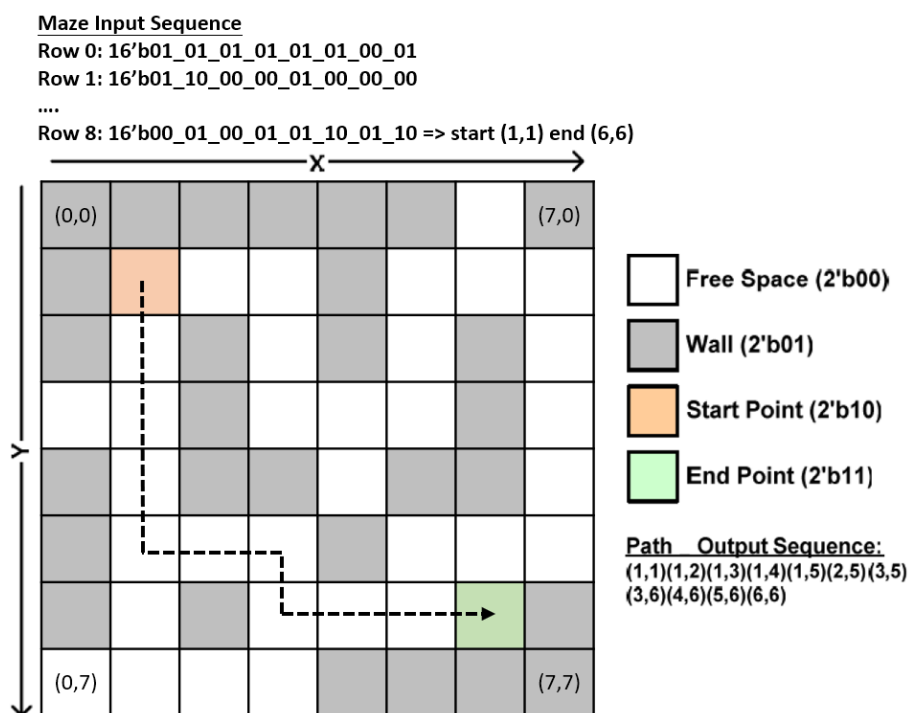 Maze Input Sequence
Row 0: 16’b01_01_01_01_01_01_00_01
Row 1: 16’b01_10_00_00_01_00_00_00
....
Row 8: 16’b00_01_00_01_01_10_01_10 => start (1,1) end (6,6)
X
(0,0)
(7,0)
Free Space (2'b00)
Wall (2'b01)
Start Point (2'b10)
Y
End Point (2'b11)
Path _ Output Sequence:
(1,1)(1,2)(1,3)(1,4)(1,5)(2,5)(3,5)
(3,6)(4,6)(5,6)(6,6)
(0,7)
(7,7)